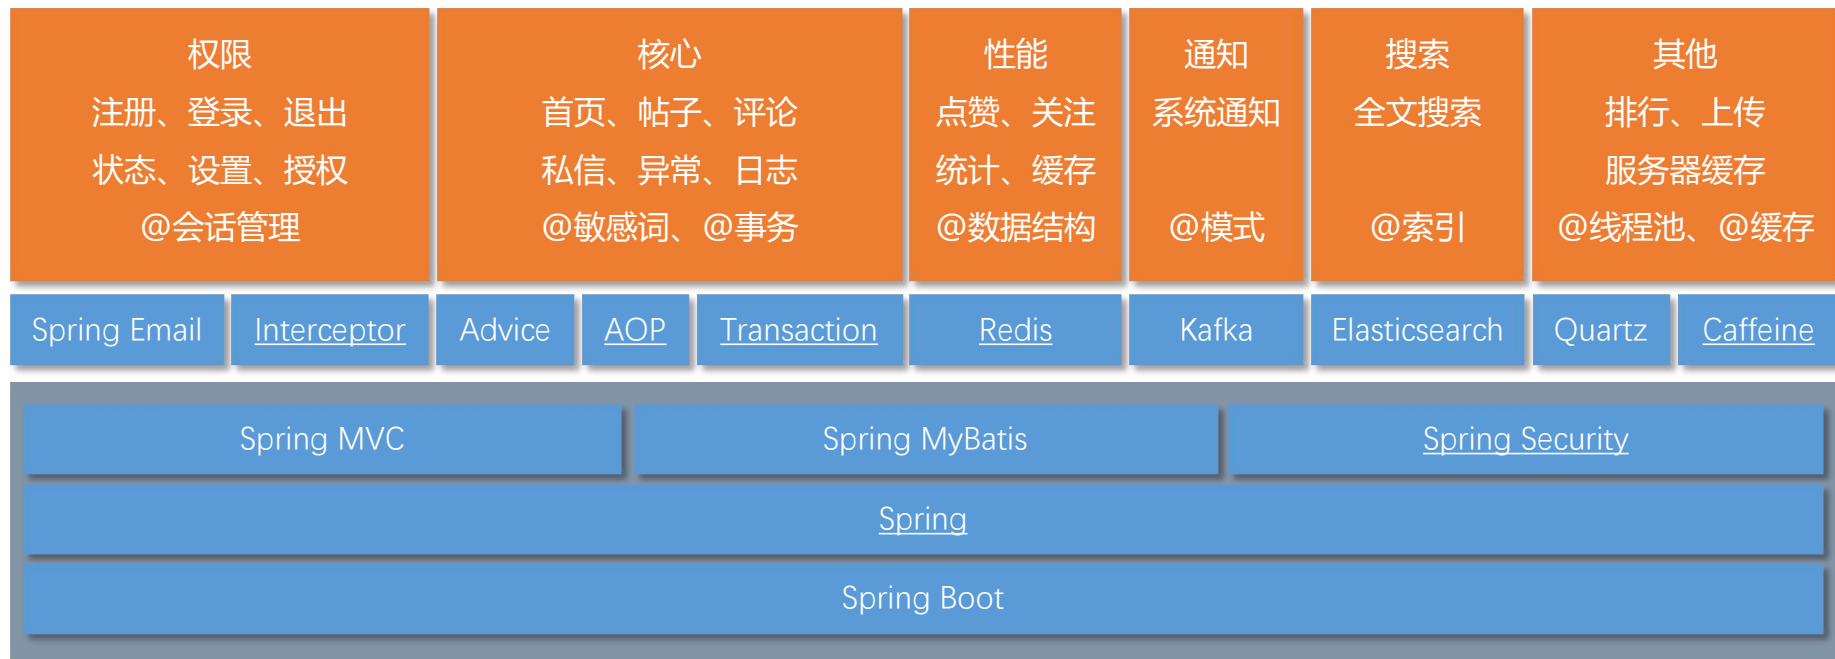 权限
注册、登录、退出
状态、设置、授权
@会话管理
核心
首页、帖子、评论
私信、异常、日志
@敏感词、@事务
性能
点赞、关注
统计、缓存
@数据结构
通知
系统通知
@模式
搜索
全文搜索
@索引
其他
排行、上传
服务器缓存
@线程池、@缓存
Spring Email
Interceptor
Advice
AOP
Transaction
Redis
Kafka
Elasticsearch
Quartz
Caffeine
Spring MVC
Spring MyBatis
Spring Security
Spring
Spring Boot